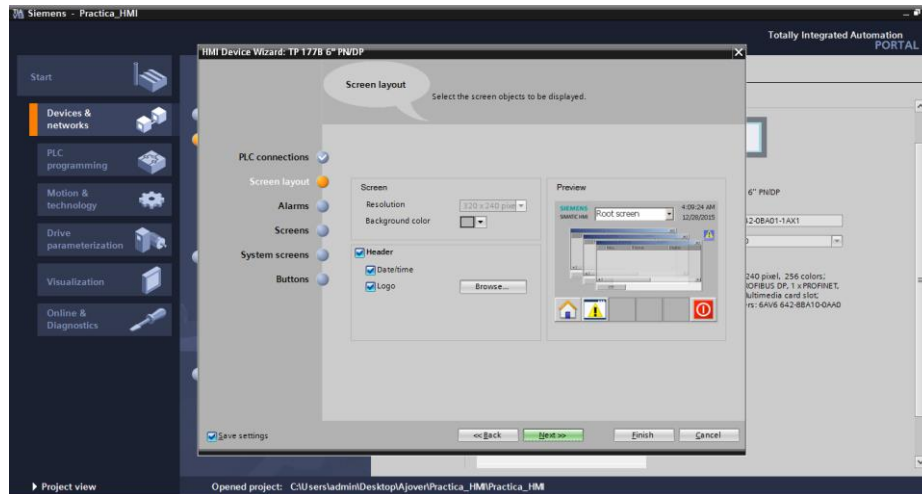 Siemens - Practica_HMI
Totally Integrated Automation
PORTAL
HMI Device Wizard: TP 177B 6" PN/DP
Start
Devices &
networks
PLC
programming
Motion &
technology
Drive
parameterization
Visualization
Online &
Diagnostics
Screen layout
Select the screen objects to be displayed.
PLC connections
Screen layout
Alarms
Screens
System screens
Buttons
Screen
Resolution
320 x 240 pixel
Background color
Header
Date/time
Logo
Browse...
Preview
SIEMENS
SIMATIC HMI
Root screen
4:09:24 AM
12/28/2015
6" PN/DP
42-0BA01-1AX1
240 pixel, 256 colors;
ROFIBUS DP, 1 x PROFINET,
Multimedia card slot;
rs: 6AV6 642-8BA10-0AA0
Save settings
<< Back
Next >>
Finish
Cancel
Project view
Opened project: C:\Users\admin\Desktop\Ajover\Practica_HMI\Practica_HMI